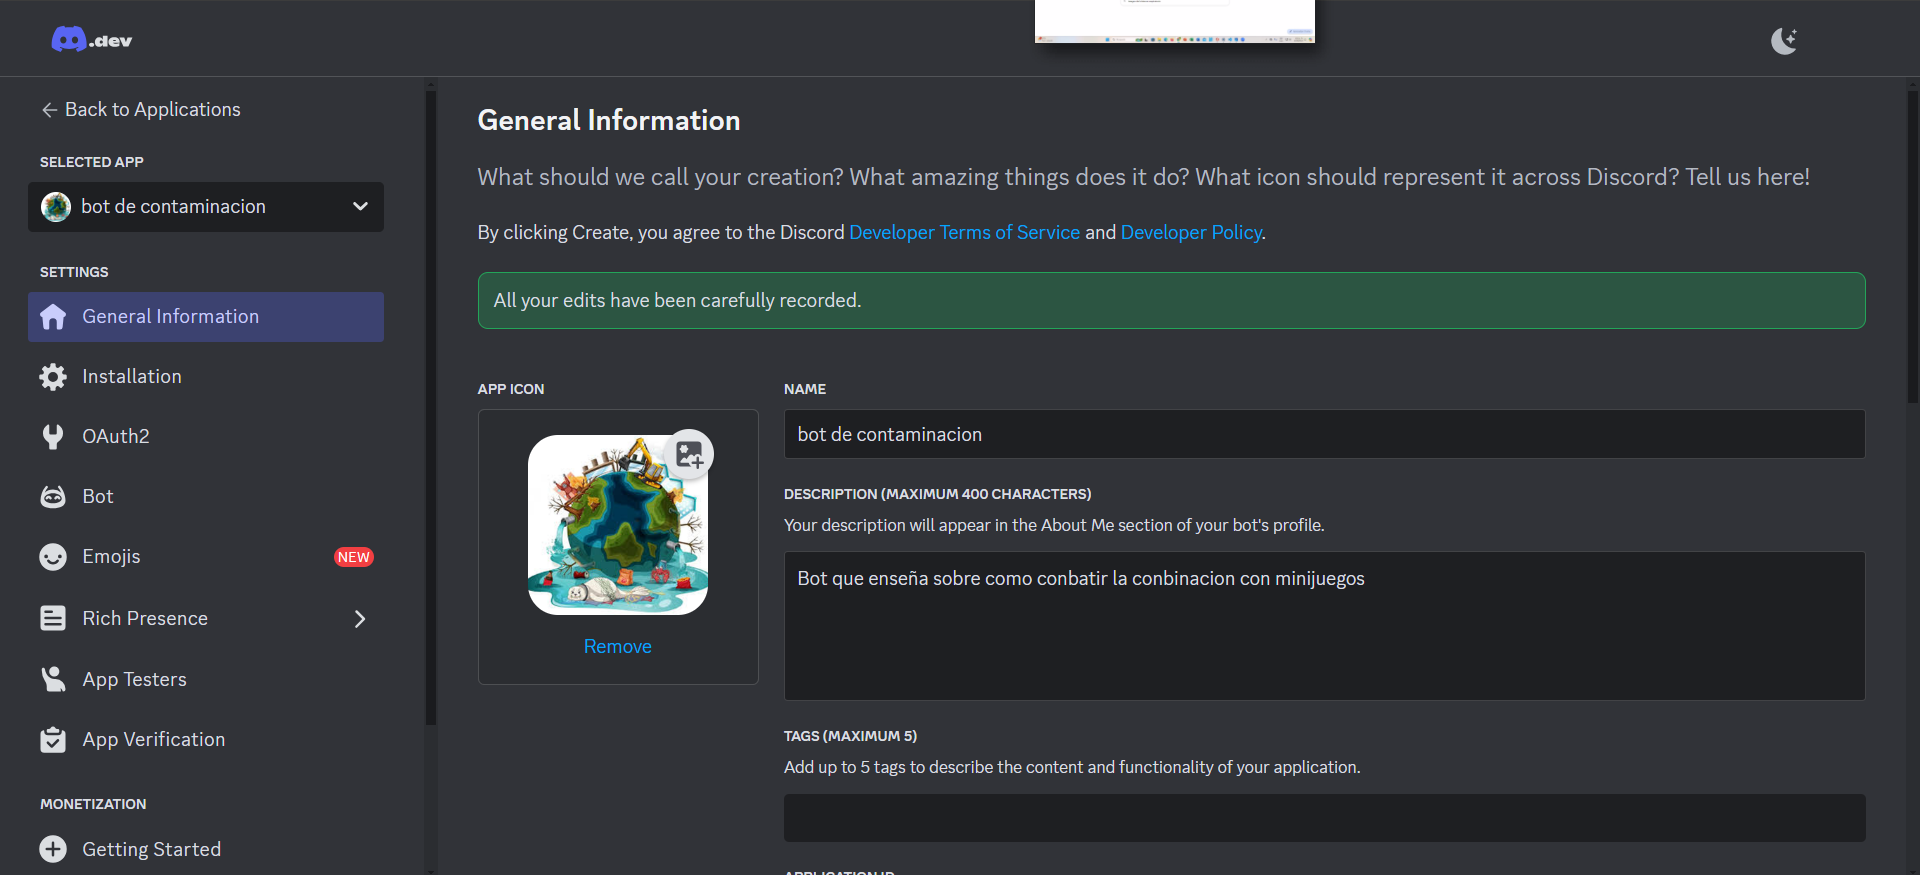 .dev
Back to Applications
SELECTED APP
bot de contaminacion
SETTINGS
General Information
Installation
OAuth2
Bot
Emojis
NEW
Rich Presence
App Testers
App Verification
MONETIZATION
Getting Started
General Information
What should we call your creation? What amazing things does it do? What icon should represent it across Discord? Tell us here!
By clicking Create, you agree to the Discord Developer Terms of Service and Developer Policy.
All your edits have been carefully recorded.
APP ICON
Remove
NAME
bot de contaminacion
DESCRIPTION (MAXIMUM 400 CHARACTERS)
Your description will appear in the About Me section of your bot's profile.
Bot que enseña sobre como conbatir la conbinacion con minijuegos
TAGS (MAXIMUM 5)
Add up to 5 tags to describe the content and functionality of your application.
APPLICATION ID